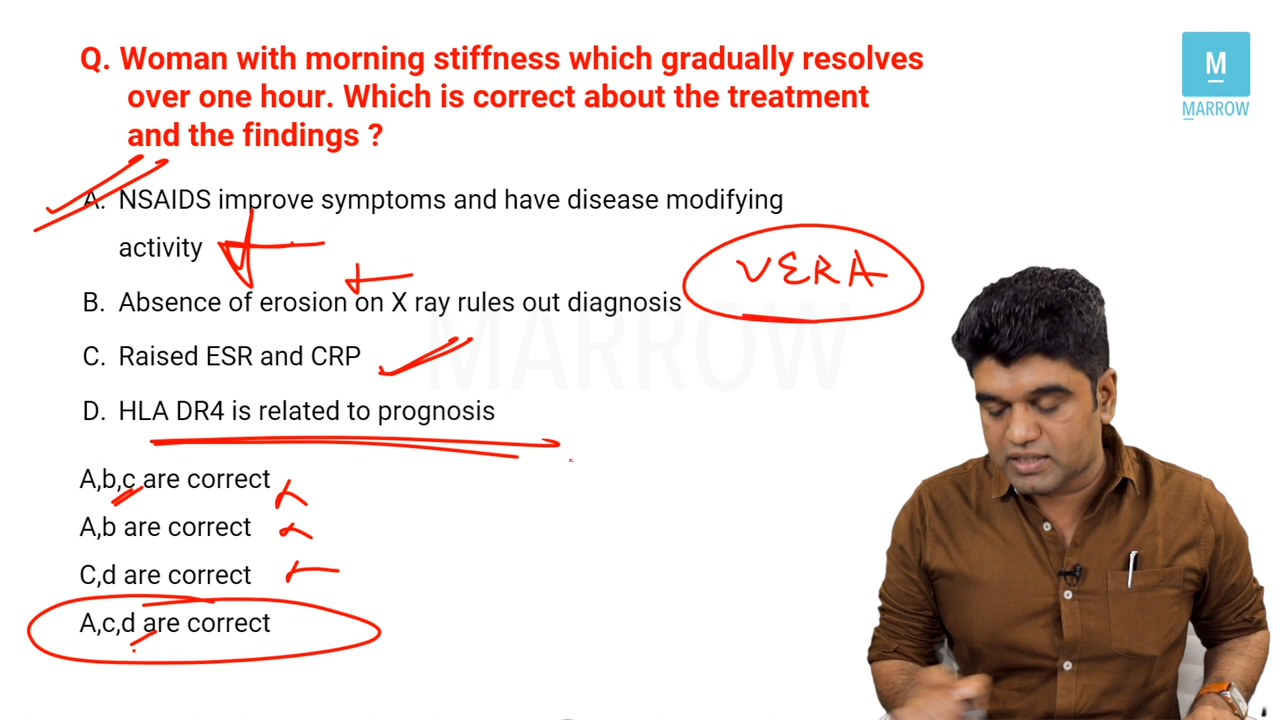 Q. Woman with morning stiffness which gradually resolves
over one hour. Which is correct about the treatment
and the findings ?
M
MARROW
A. NSAIDS improve symptoms and have disease modifying
activity
VERA
B. Absence of erosion on X ray rules out diagnosis
MARROW
C. Raised ESR and CRP
D. HLA DR4 is related to prognosis
A,b,c are correct
A,b are correct
C,d are correct
A,c,d are correct